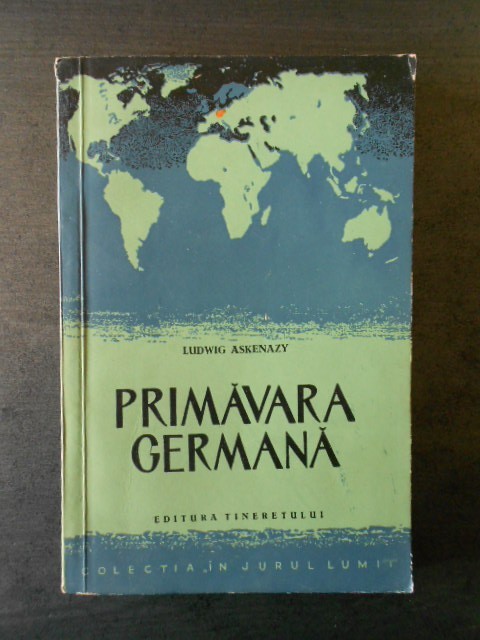 LUDWIG ASKENAZY
PRIMĂVARA
GERMANĂ
EDITURA TINERETULUI
COLECȚIA „ÎN JURUL LUMII"